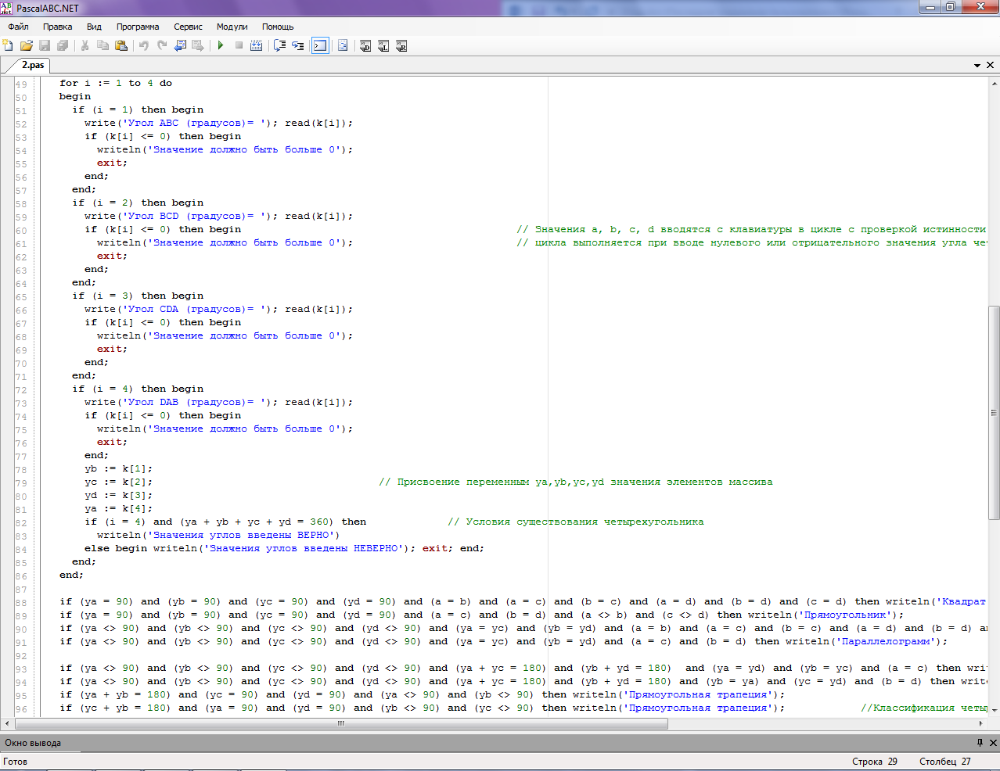 PascalABC.NET
Файл Правка Вид Программа Сервис Модули Помощь
2.pas
49 for i := 1 to 4 do
50 begin
51 if (i = 1) then begin
52 write('Угол ABC (градусов)= '); read(k[i]);
53 if (k[i] <= 0) then begin
54 writeln('Значение должно быть больше 0');
55 exit;
56 end;
57 end;
58 if (i = 2) then begin
59 write('Угол BCD (градусов)= '); read(k[i]);
60 if (k[i] <= 0) then begin // Значения a, b, c, d вводятся с клавиатуры в цикле с проверкой истинности
61 writeln('Значение должно быть больше 0'); // цикла выполняется при вводе нулевого или отрицательного значения угла че
62 exit;
63 end;
64 end;
65 if (i = 3) then begin
66 write('Угол CDA (градусов)= '); read(k[i]);
67 if (k[i] <= 0) then begin
68 writeln('Значение должно быть больше 0');
69 exit;
70 end;
71 end;
72 if (i = 4) then begin
73 write('Угол DAB (градусов)= '); read(k[i]);
74 if (k[i] <= 0) then begin
75 writeln('Значение должно быть больше 0');
76 exit;
77 end;
78 yb := k[1];
79 yc := k[2]; // Присвоение переменным ya,yb,yc,yd значения элементов массива
80 yd := k[3];
81 ya := k[4];
82 if (i = 4) and (ya + yb + yc + yd = 360) then // Условия существования четырехугольника
83 writeln('Значения углов введены ВЕРНО')
84 else begin writeln('Значения углов введены НЕВЕРНО'); exit; end;
85 end;
86 end;
87
88 if (ya = 90) and (yb = 90) and (yc = 90) and (yd = 90) and (a = b) and (a = c) and (b = c) and (a = d) and (b = d) and (c = d) then writeln('Квадрат
89 if (ya = 90) and (yb = 90) and (yc = 90) and (yd = 90) and (a = c) and (b = d) and (a <> b) and (c <> d) then writeln('Прямоугольник');
90 if (ya <> 90) and (yb <> 90) and (yc <> 90) and (yd <> 90) and (ya = yc) and (yb = yd) and (a = b) and (a = c) and (b = c) and (a = d) and (b = d) an
91 if (ya <> 90) and (yb <> 90) and (yc <> 90) and (yd <> 90) and (ya = yc) and (yb = yd) and (a = c) and (b = d) then writeln('Параллелограмм');
92
93 if (ya <> 90) and (yb <> 90) and (yc <> 90) and (yd <> 90) and (ya + yc = 180) and (yb + yd = 180) and (ya = yd) and (yb = yc) and (a = c) then wri
94 if (ya <> 90) and (yb <> 90) and (yc <> 90) and (yd <> 90) and (ya + yc = 180) and (yb + yd = 180) and (yb = ya) and (yc = yd) and (b = d) then writ
95 if (ya + yb = 180) and (yc = 90) and (yd = 90) and (ya <> 90) and (yb <> 90) then writeln('Прямоугольная трапеция');
96 if (yc + yb = 180) and (ya = 90) and (yd = 90) and (yb <> 90) and (yc <> 90) then writeln('Прямоугольная трапеция'); //Классификация четы
Окно вывода
Готов Строка 29 Столбец 27